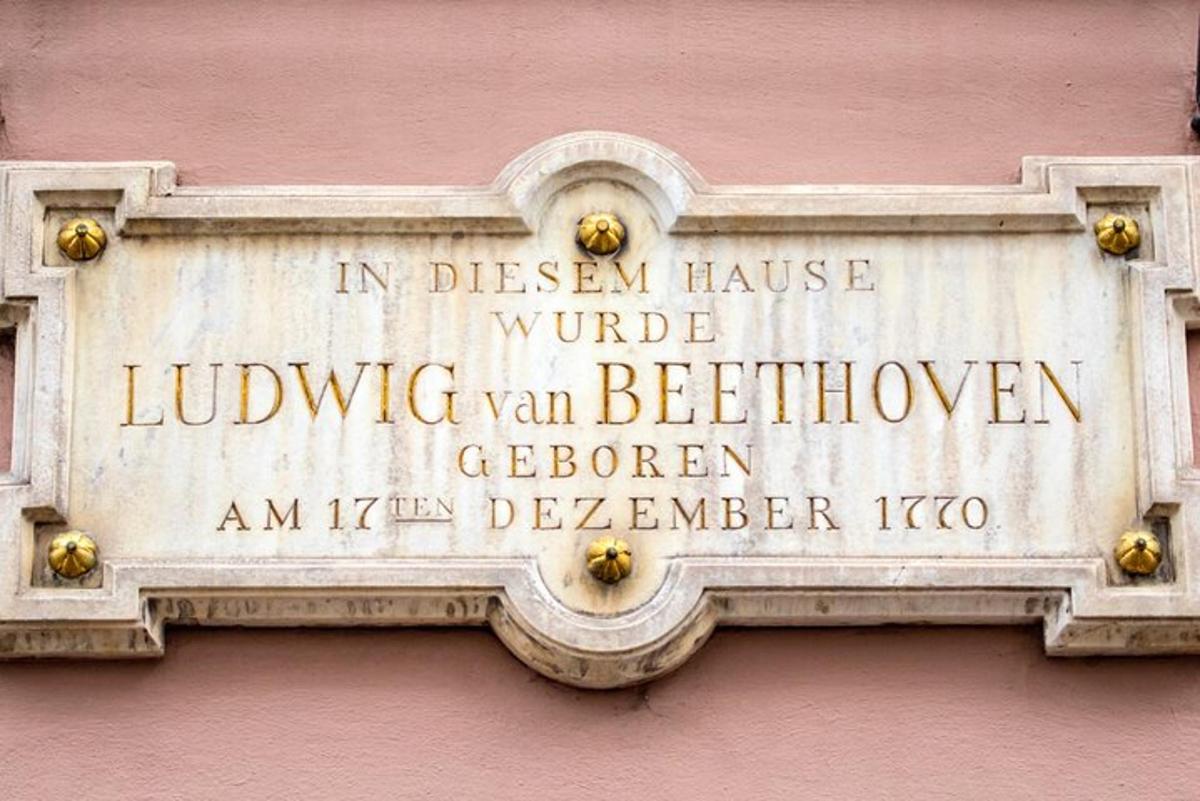 IN DIESEM HAUSE
WURDE
LUDWIG van BEETHOVEN
GEBOREN
AM 17TEN DEZEMBER 1770.